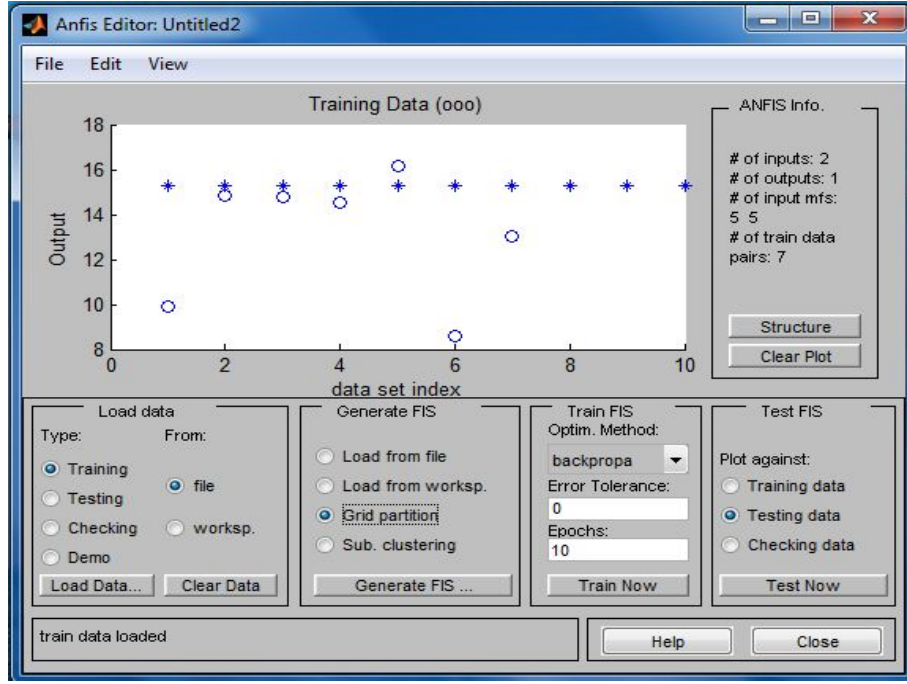 Anfis Editor: Untitled2
File Edit View
Training Data (ooo)
18
16
14
12
10
8
Output
0 2 4 6 8 10
data set index
ANFIS Info.
# of inputs: 2
# of outputs: 1
# of input mfs:
5 5
# of train data
pairs: 7
Structure
Clear Plot
Load data
Type: From:
Training
Testing
Checking
Demo
file
worksp.
Load Data... Clear Data
Generate FIS
Load from file
Load from worksp.
Grid partition
Sub. clustering
Generate FIS ...
Train FIS
Optim. Method:
backpropa
Error Tolerance:
0
Epochs:
10
Train Now
Test FIS
Plot against:
Training data
Testing data
Checking data
Test Now
train data loaded
Help Close